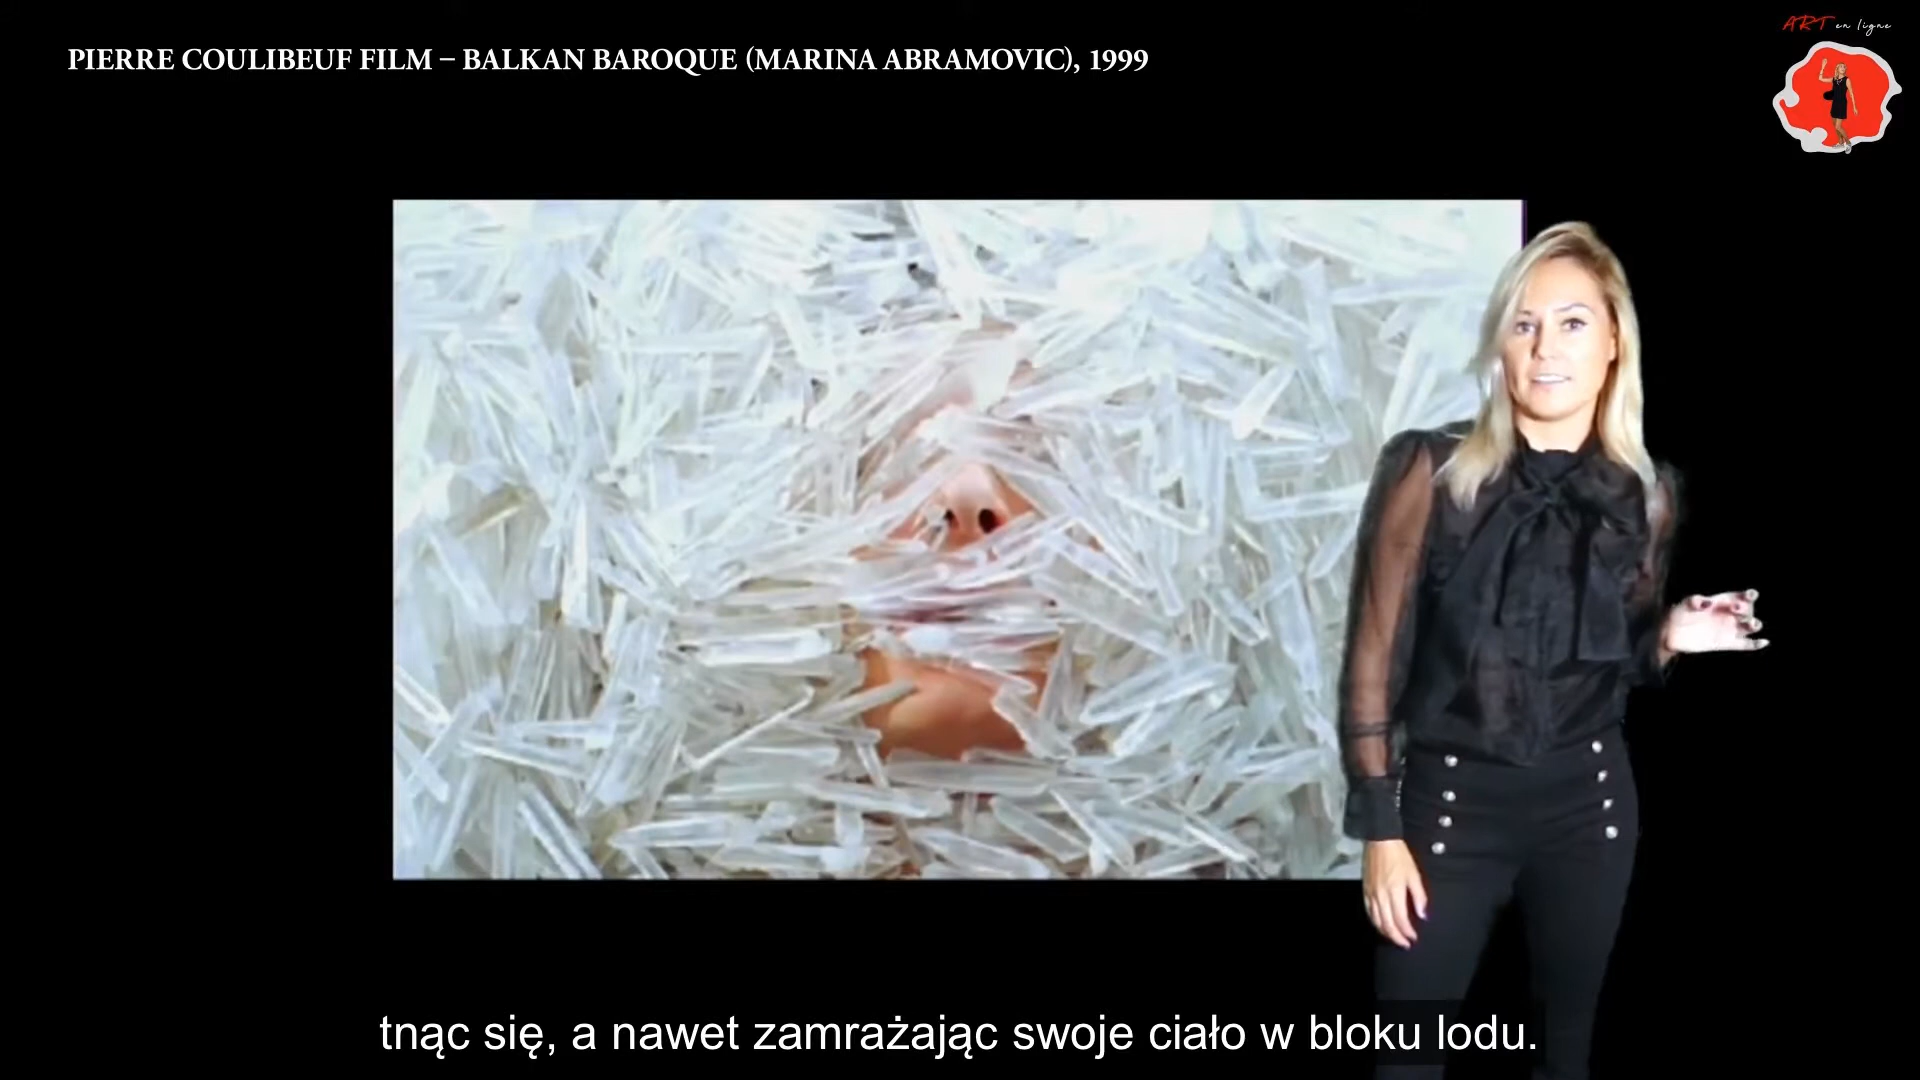 ART en ligne
PIERRE COULIBEUF FILM – BALKAN BAROQUE (MARINA ABRAMOVIC), 1999
tnąc się, a nawet zamrażając swoje ciało w bloku lodu.